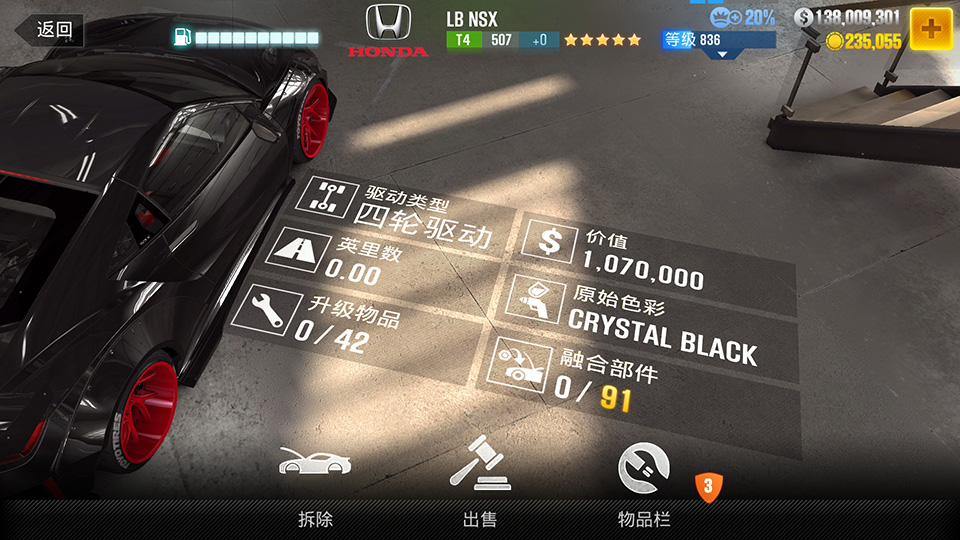 返回
HONDA
LB NSX
T4 507 +0
等级 836
20%
138,009,301
235,055
驱动类型
四轮驱动
英里数
0.00
升级物品
0/42
价值
1,070,000
原始色彩
CRYSTAL BLACK
融合部件
0/91
TOYO TIRES
拆除
出售
物品栏
3